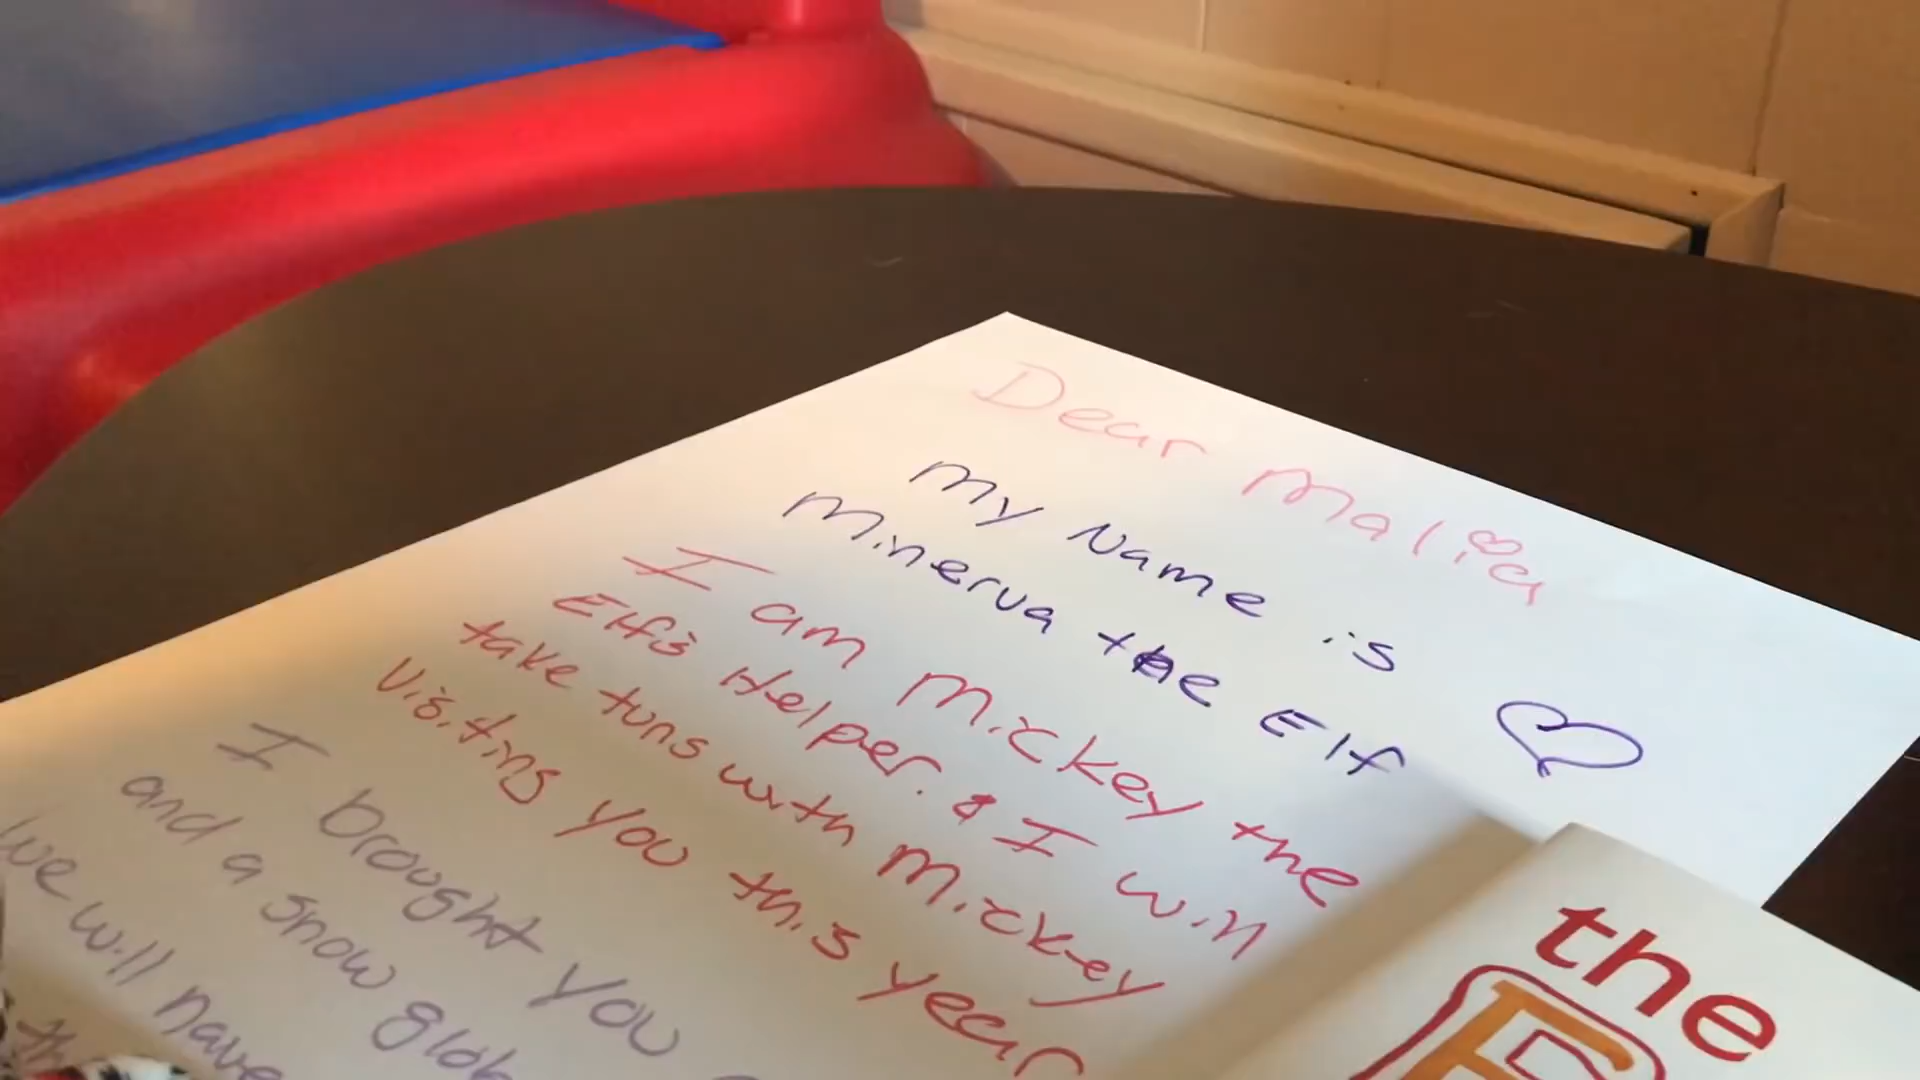 Dear Malia
My Name is
Minerva the Elf
I am Mickey the
Elf's Helper. & I will
take turns with Mickey
Visiting you this year
I brought you
and a snow glob
we will have
the